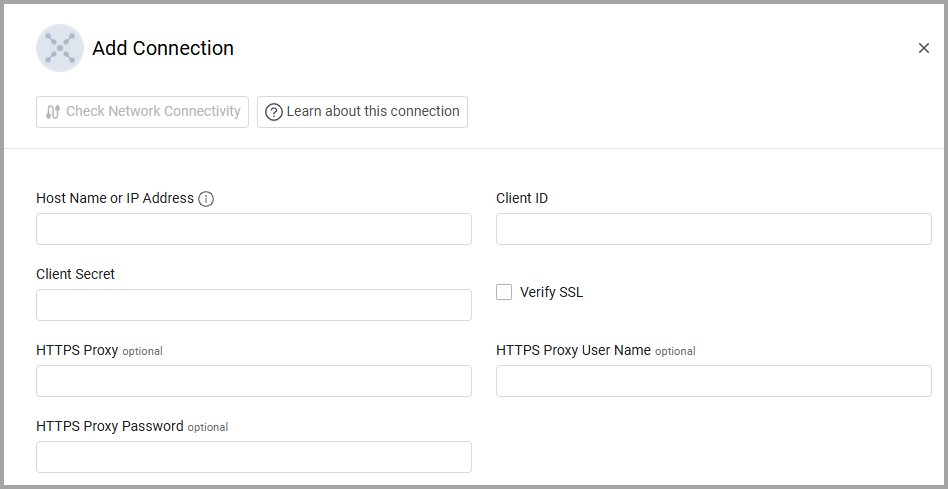 Add Connection
Check Network Connectivity
Learn about this connection
Host Name or IP Address
Client ID
Client Secret
Verify SSL
HTTPS Proxy optional
HTTPS Proxy User Name optional
HTTPS Proxy Password optional